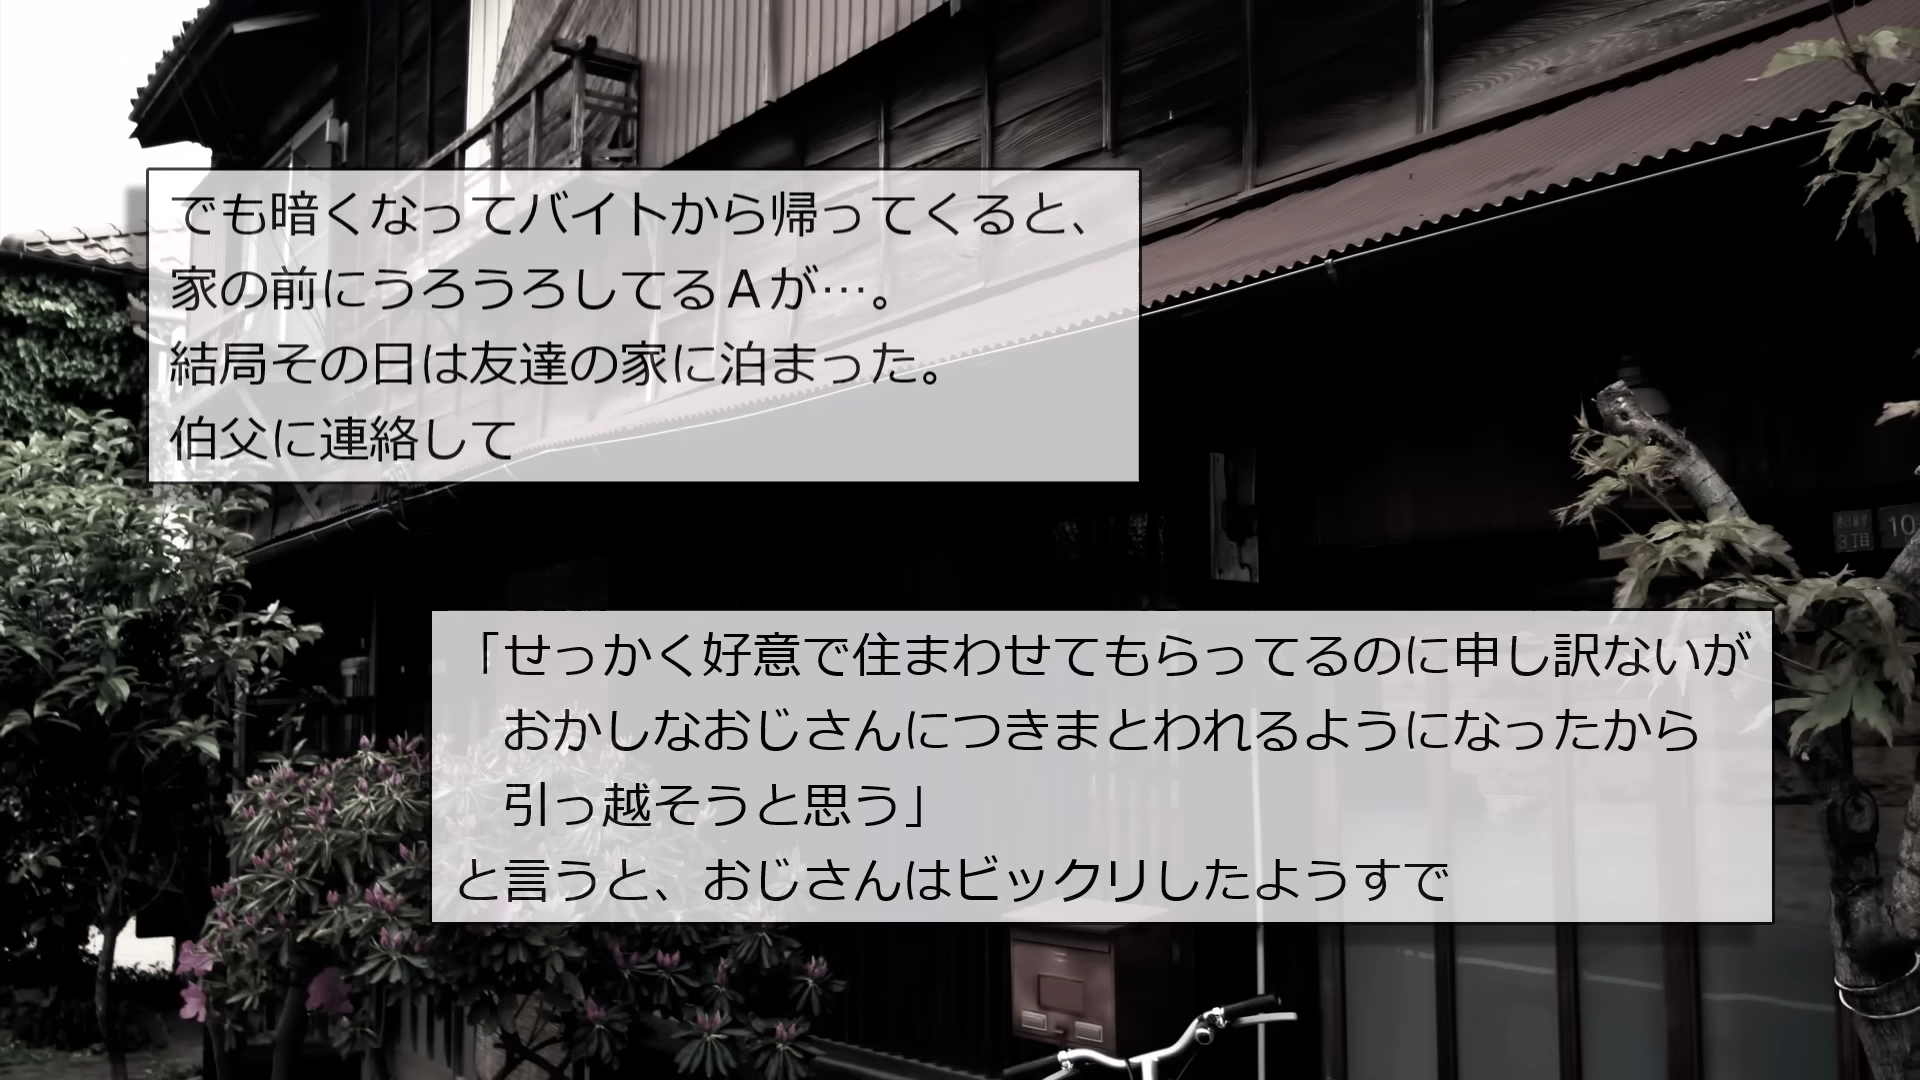 でも暗くなってバイトから帰ってくると、
家の前にうろうろしてるＡが…。
結局その日は友達の家に泊まった。
伯父に連絡して
「せっかく好意で住まわせてもらってるのに申し訳ないが
おかしなおじさんにつきまとわれるようになったから
引っ越そうと思う」
と言うと、おじさんはビックリしたようすで
3丁目
10